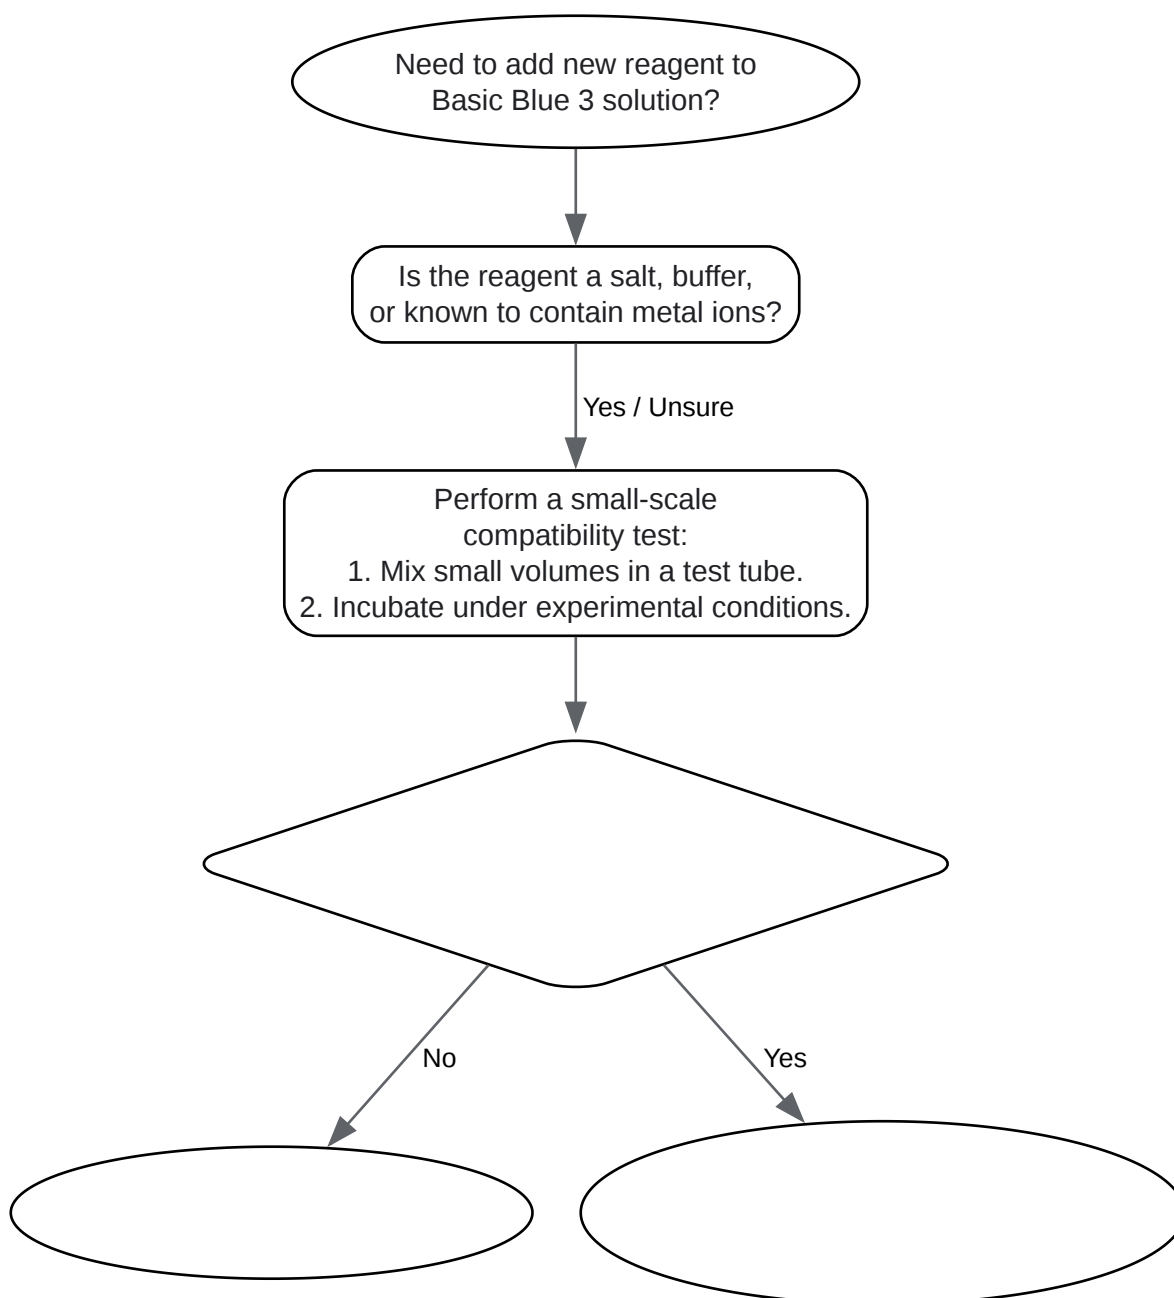 Need to add new reagent to
Basic Blue 3 solution?
Is the reagent a salt, buffer,
or known to contain metal ions?
Yes / Unsure
Perform a small-scale
compatibility test:
1. Mix small volumes in a test tube.
2. Incubate under experimental conditions.
No
Yes